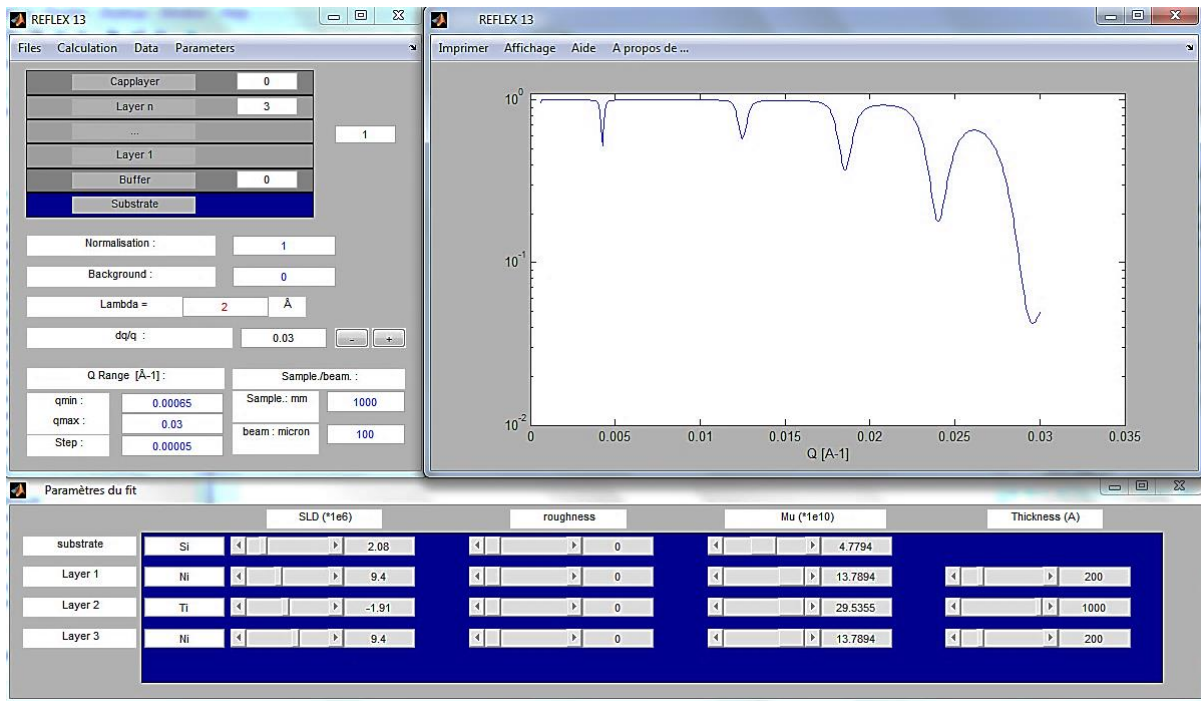 REFLEX 13
Files Calculation Data Parameters
Capplayer 0
Layer n 3
...
1
Layer 1
Buffer 0
Substrate
Normalisation : 1
Background : 0
Lambda = 2 Å
dq/q : 0.03 - +
Q Range [Å-1] :
qmin : 0.00065
qmax : 0.03
Step : 0.00005
Sample./beam. :
Sample.: mm 1000
beam : micron 100
REFLEX 13
Imprimer Affichage Aide A propos de ...
10^0
10^-1
10^-2
0 0.005 0.01 0.015 0.02 0.025 0.03 0.035
Q [A-1]
Paramètres du fit
SLD (*1e6) roughness Mu (*1e10) Thickness (A)
substrate Si 2.08 0 4.7794
Layer 1 Ni 9.4 0 13.7894 200
Layer 2 Ti -1.91 0 29.5355 1000
Layer 3 Ni 9.4 0 13.7894 200